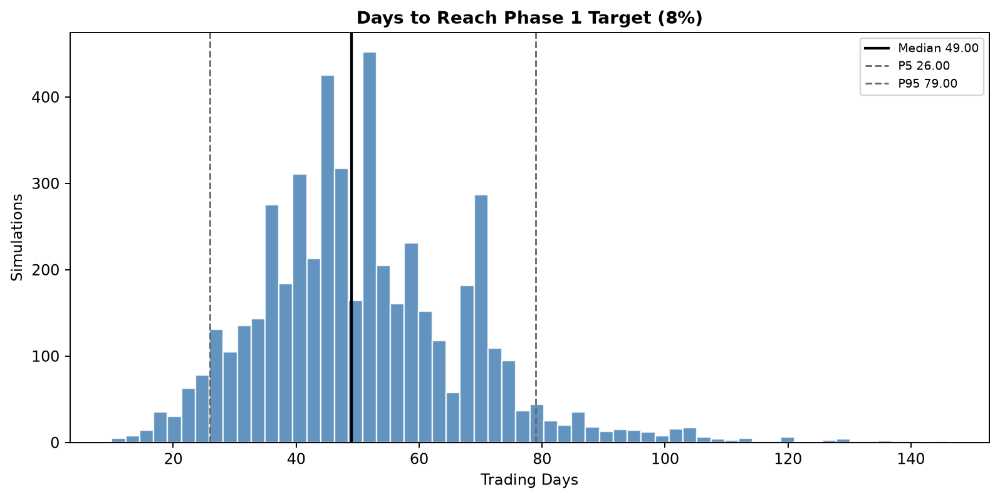 Days to Reach Phase 1 Target (8%)
Median 49.00
P5 26.00
P95 79.00
Simulations
400
300
200
100
0
20 40 60 80 100 120 140
Trading Days